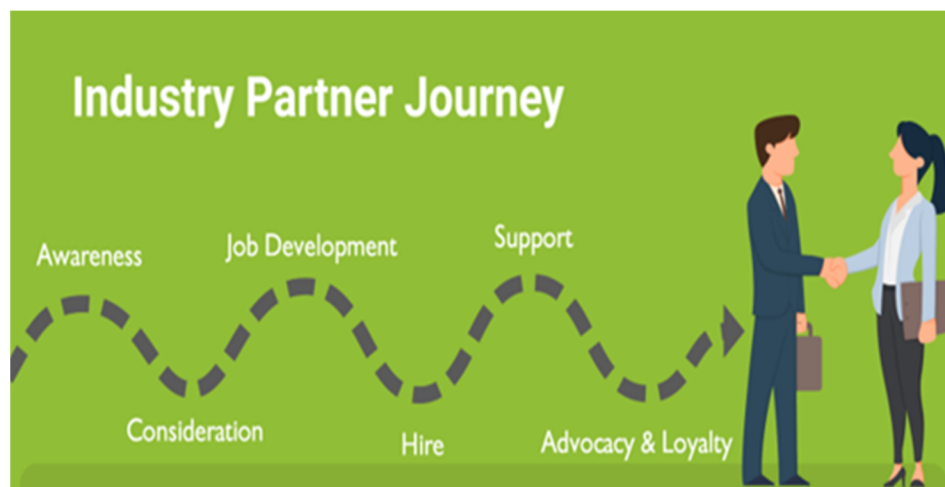 Industry Partner Journey
Awareness
Job Development
Support
Consideration
Hire
Advocacy & Loyalty